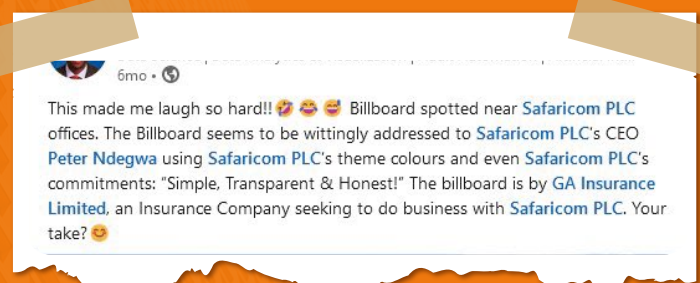 6mo •
This made me laugh so hard!! 🤣 😂 😅 Billboard spotted near Safaricom PLC
offices. The Billboard seems to be wittingly addressed to Safaricom PLC's CEO
Peter Ndegwa using Safaricom PLC's theme colours and even Safaricom PLC's
commitments: "Simple, Transparent & Honest!" The billboard is by GA Insurance
Limited, an Insurance Company seeking to do business with Safaricom PLC. Your
take? 😊